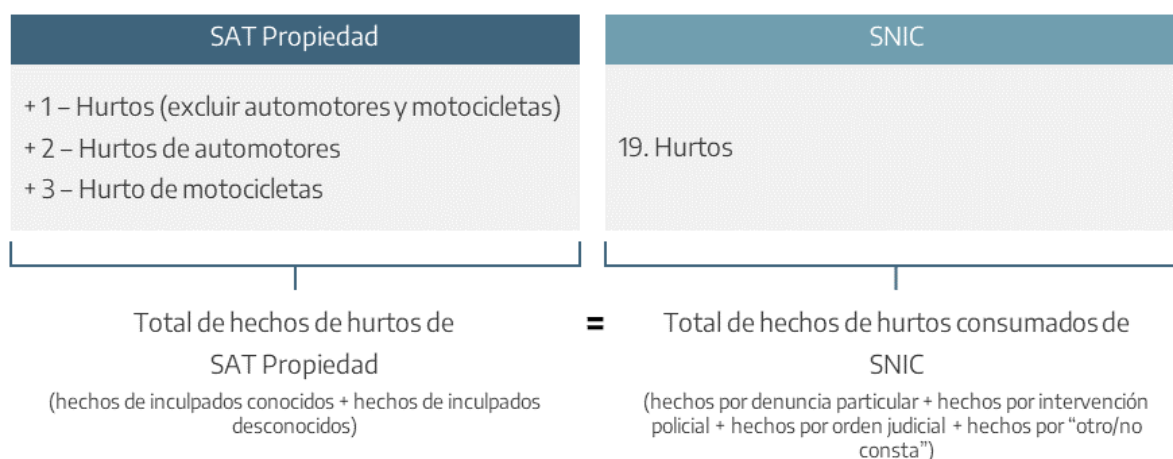 SAT Propiedad
+ 1 – Hurtos (excluir automotores y motocicletas)
+ 2 – Hurtos de automotores
+ 3 – Hurto de motocicletas
SNIC
19. Hurtos
Total de hechos de hurtos de
SAT Propiedad
(hechos de inculpados conocidos + hechos de inculpados
desconocidos)
=
Total de hechos de hurtos consumados de
SNIC
(hechos por denuncia particular + hechos por intervención
policial + hechos por orden judicial + hechos por “otro/no
consta”)